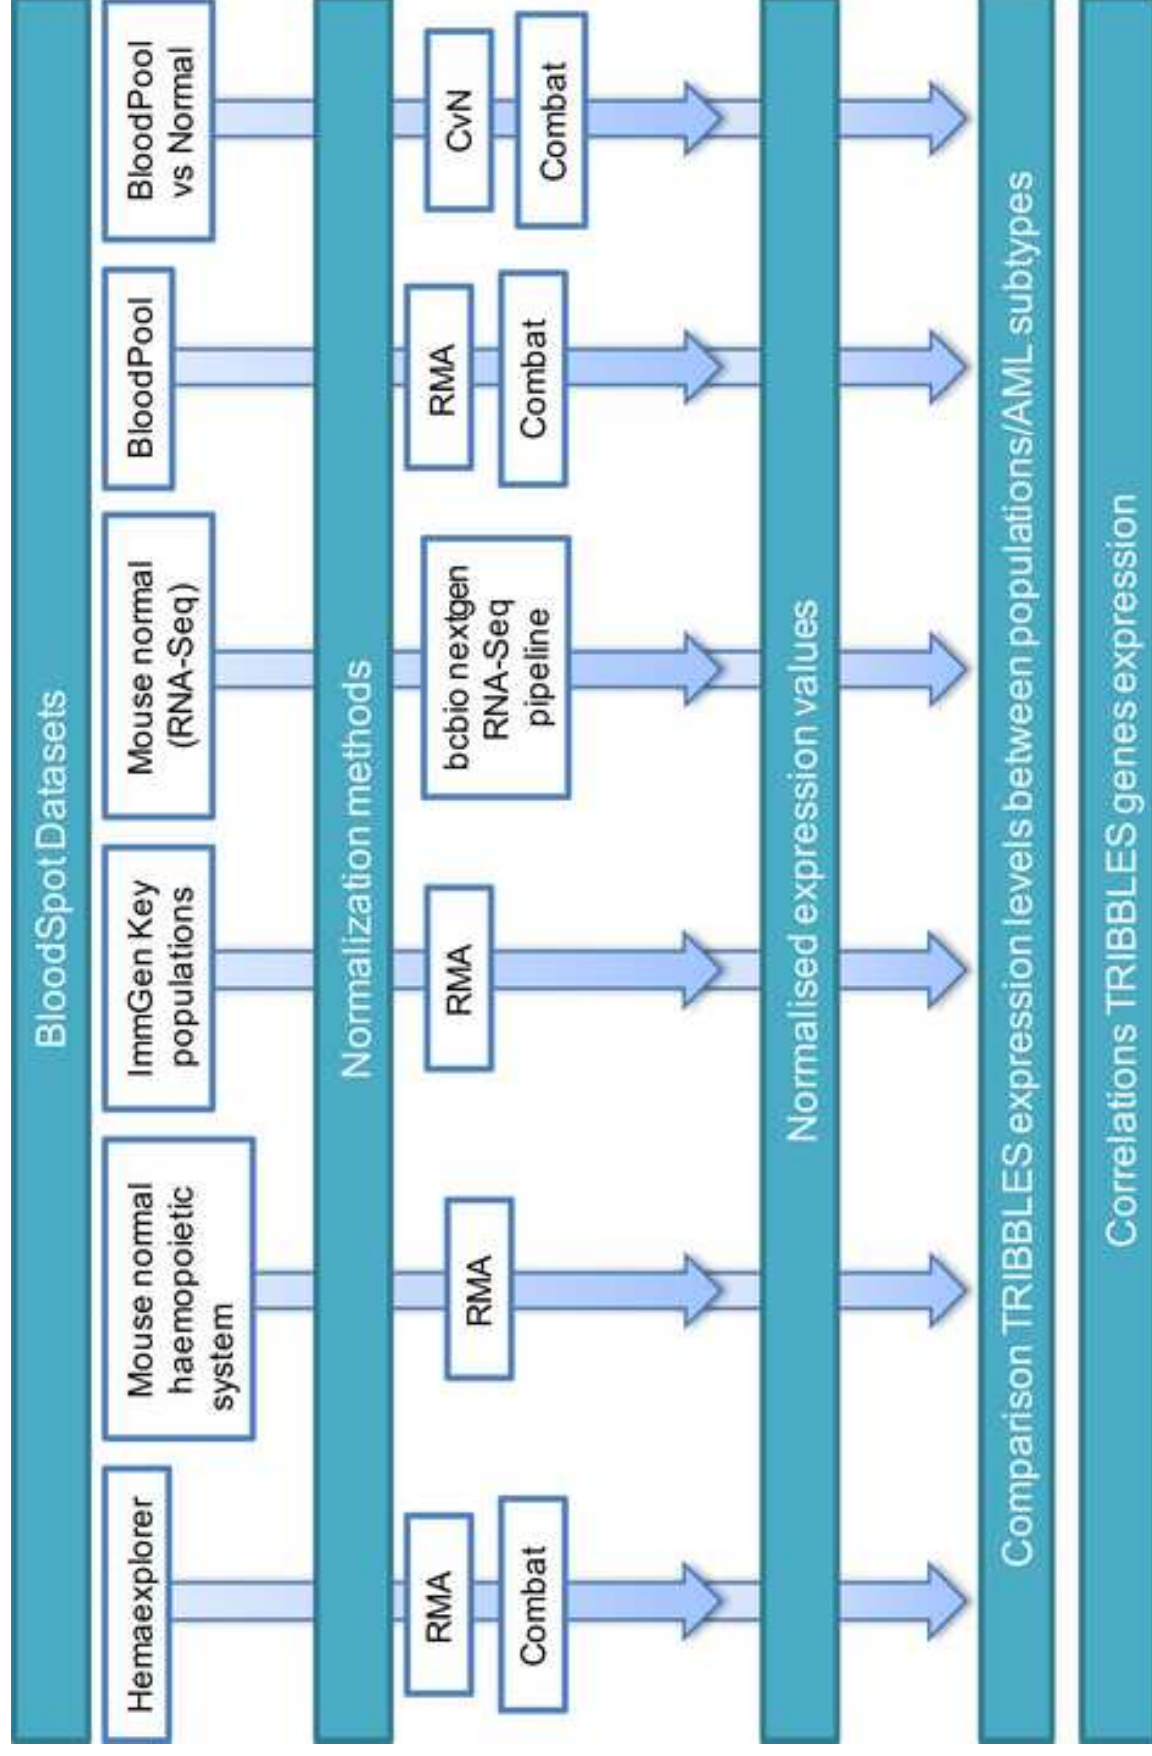 BloodSpot Datasets
Hemaexplorer
Mouse normal
haemopoietic
system
ImmGen Key
populations
Mouse normal
(RNA-Seq)
BloodPool
BloodPool
vs Normal
Normalization methods
RMA
Combat
RMA
RMA
bcbio nextgen
RNA-Seq
pipeline
RMA
Combat
CvN
Combat
Normalised expression values
Comparison TRIBBLES expression levels between populations/AML subtypes
Correlations TRIBBLES genes expression